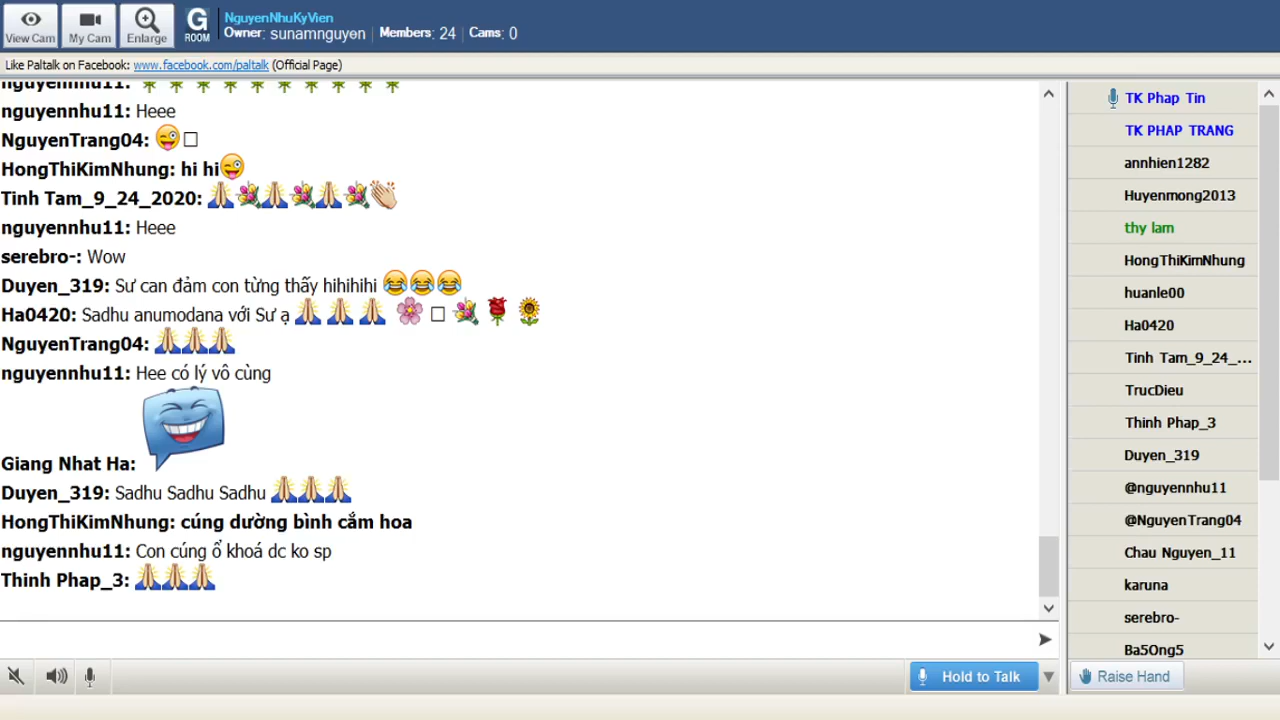 NguyenNhuKyVien
View Cam
My Cam
Enlarge
G ROOM
Owner: sunamnguyen | Members: 24 | Cams: 0
Like Paltalk on Facebook: www.facebook.com/paltalk (Official Page)
nguyennhu11:
nguyennhu11: Heee
NguyenTrang04: 😜□
HongThiKimNhung: hi hi😜
Tinh Tam_9_24_2020: 🙏💐🙏💐🙏💐👏
nguyennhu11: Heee
serebro-: Wow
Duyen_319: Sư can đảm con từng thấy hihihihi 😂😂😂
Ha0420: Sadhu anumodana với Sư ạ 🙏 🙏 🙏 🌸 □ 💐 🌹 🌻
NguyenTrang04: 🙏🙏🙏
nguyennhu11: Hee có lý vô cùng
Giang Nhat Ha:
Duyen_319: Sadhu Sadhu Sadhu 🙏🙏🙏
HongThiKimNhung: cúng dường bình cắm hoa
nguyennhu11: Con cúng ổ khoá dc ko sp
Thinh Phap_3: 🙏🙏🙏
Hold to Talk
TK Phap Tin
TK PHAP TRANG
annhien1282
Huyenmong2013
thy lam
HongThiKimNhung
huanle00
Ha0420
Tinh Tam_9_24_...
TrucDieu
Thinh Phap_3
Duyen_319
@nguyennhu11
@NguyenTrang04
Chau Nguyen_11
karuna
serebro-
Ba5Ong5
Raise Hand